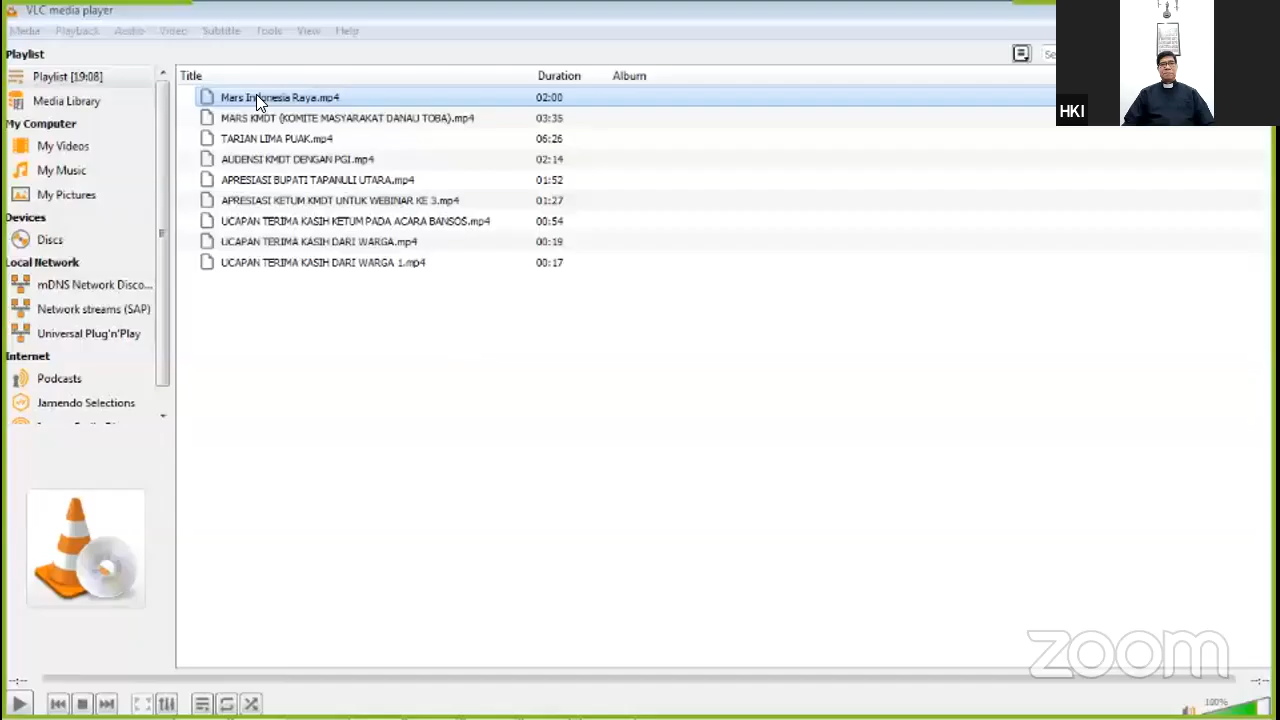 VLC media player
Media Playback Audio Video Subtitle Tools View Help
Playlist
Playlist [19:08]
Media Library
My Computer
My Videos
My Music
My Pictures
Devices
Discs
Local Network
mDNS Network Disco...
Network streams (SAP)
Universal Plug'n'Play
Internet
Podcasts
Jamendo Selections
Title Duration Album
Mars Indonesia Raya.mp4 02:00
MARS KMDT (KOMITE MASYARAKAT DANAU TOBA).mp4 03:35
TARIAN LIMA PUAK.mp4 06:26
AUDENSI KMDT DENGAN PGI.mp4 02:14
APRESIASI BUPATI TAPANULI UTARA.mp4 01:52
APRESIASI KETUM KMDT UNTUK WEBINAR KE 3.mp4 01:27
UCAPAN TERIMA KASIH KETUM PADA ACARA BANSOS.mp4 00:54
UCAPAN TERIMA KASIH DARI WARGA.mp4 00:19
UCAPAN TERIMA KASIH DARI WARGA 1.mp4 00:17
Se
HKI
zoom
--:-- --:--
100%